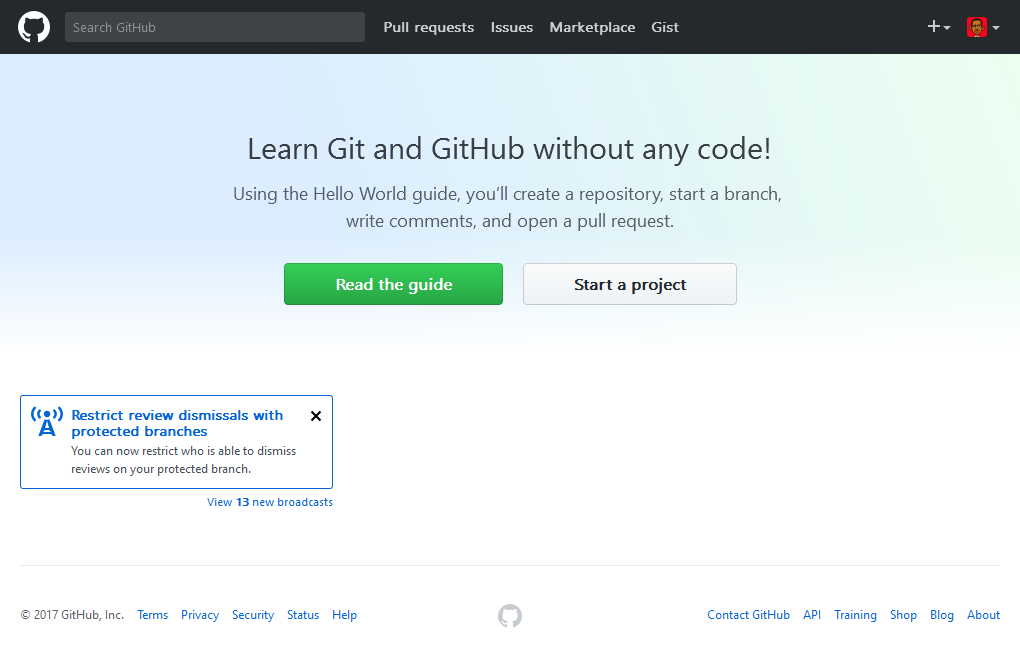 Search GitHub
Pull requests Issues Marketplace Gist
Learn Git and GitHub without any code!
Using the Hello World guide, you’ll create a repository, start a branch,
write comments, and open a pull request.
Read the guide
Start a project
Restrict review dismissals with
protected branches
You can now restrict who is able to dismiss
reviews on your protected branch.
View 13 new broadcasts
© 2017 GitHub, Inc. Terms Privacy Security Status Help
Contact GitHub API Training Shop Blog About